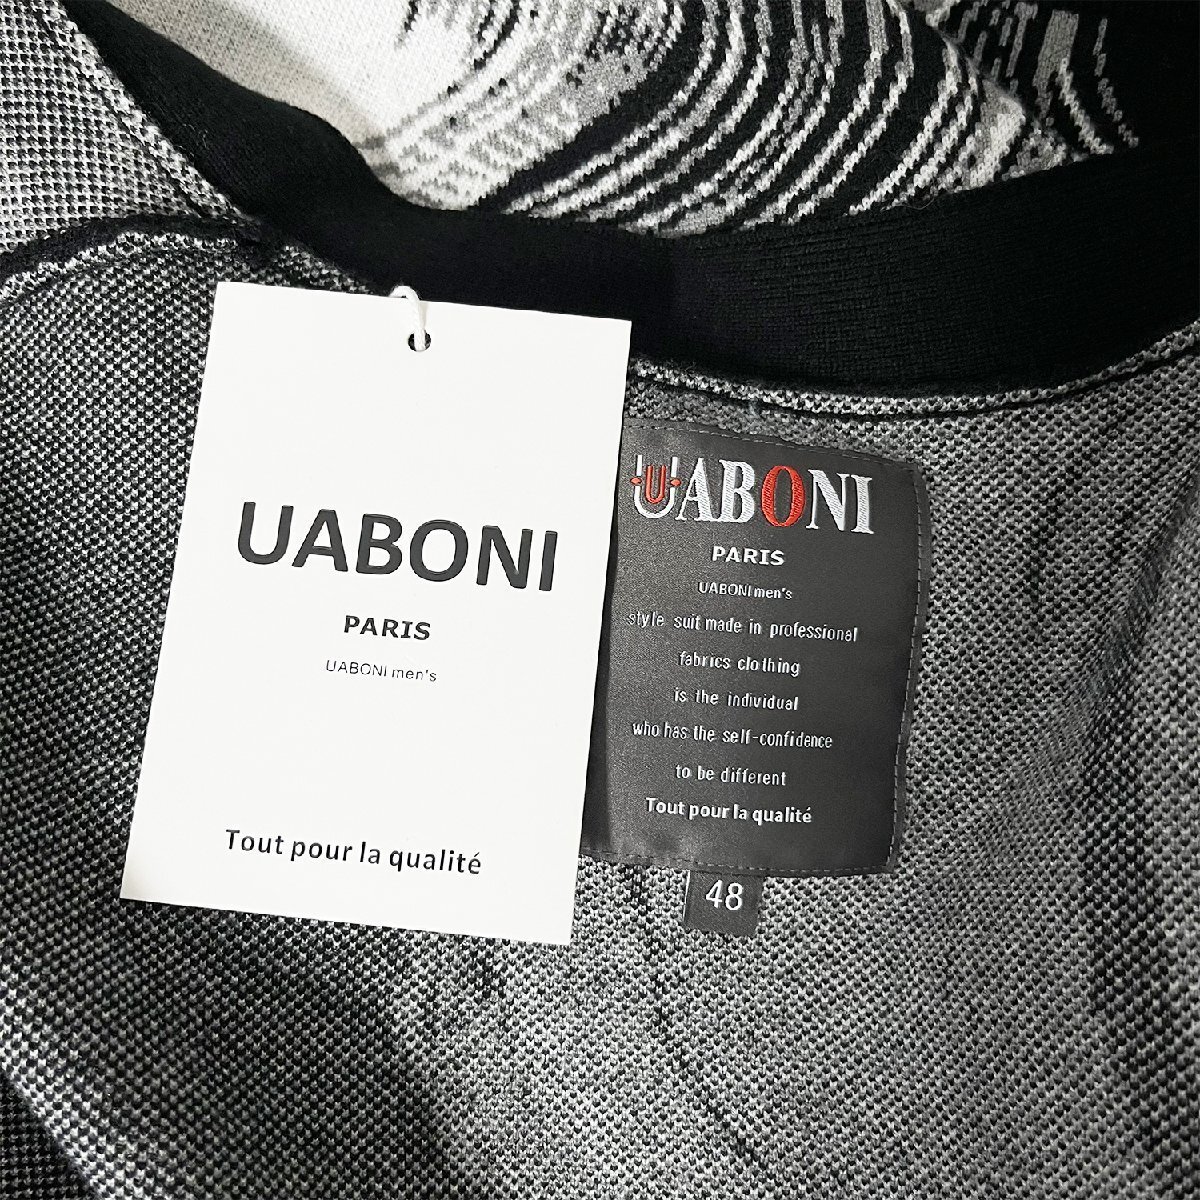 UABONI
PARIS
UABONI men's
Tout pour la qualité
UABONI
PARIS
UABONI men's
style suit made in professional
fabrics clothing
is the individual
who has the self-confidence
to be different
Tout pour la qualité
48